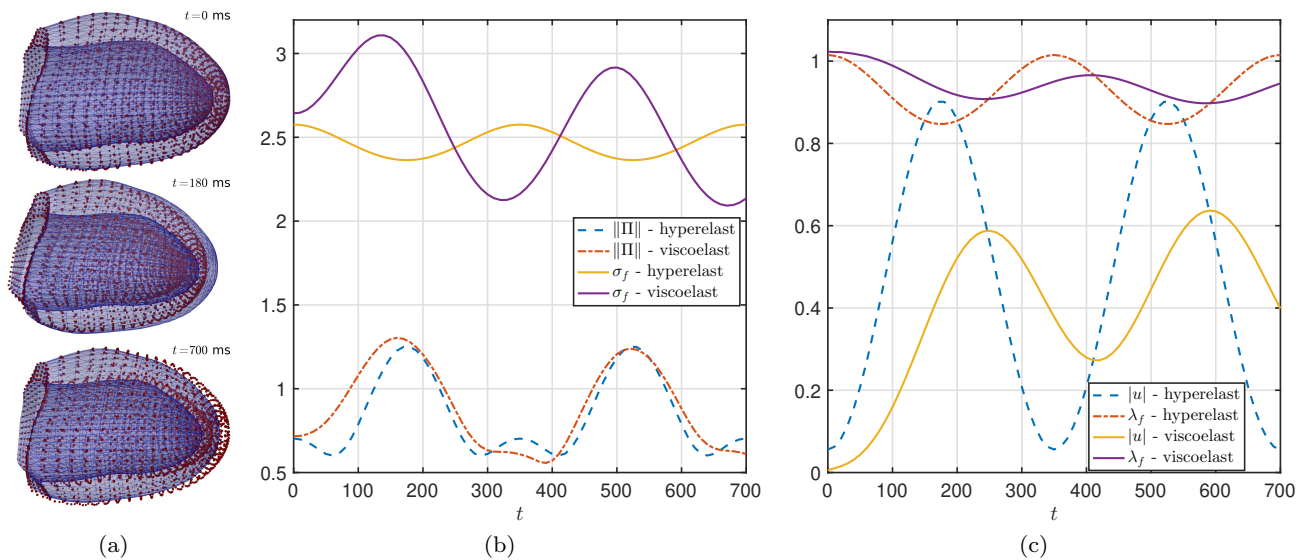 t=0 ms
t=180 ms
t=700 ms
(a)
3
2.5
2
1.5
1
0.5
0 100 200 300 400 500 600 700
t
‖Π‖ - hyperelast
‖Π‖ - viscoelast
σ_f - hyperelast
σ_f - viscoelast
(b)
1
0.8
0.6
0.4
0.2
0
0 100 200 300 400 500 600 700
t
|u| - hyperelast
λ_f - hyperelast
|u| - viscoelast
λ_f - viscoelast
(c)